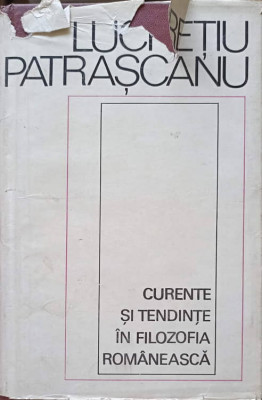 LUCREȚIU
PATRAȘCANU
CURENTE
ȘI TENDINȚE
ÎN FILOZOFIA
ROMÂNEASCĂ